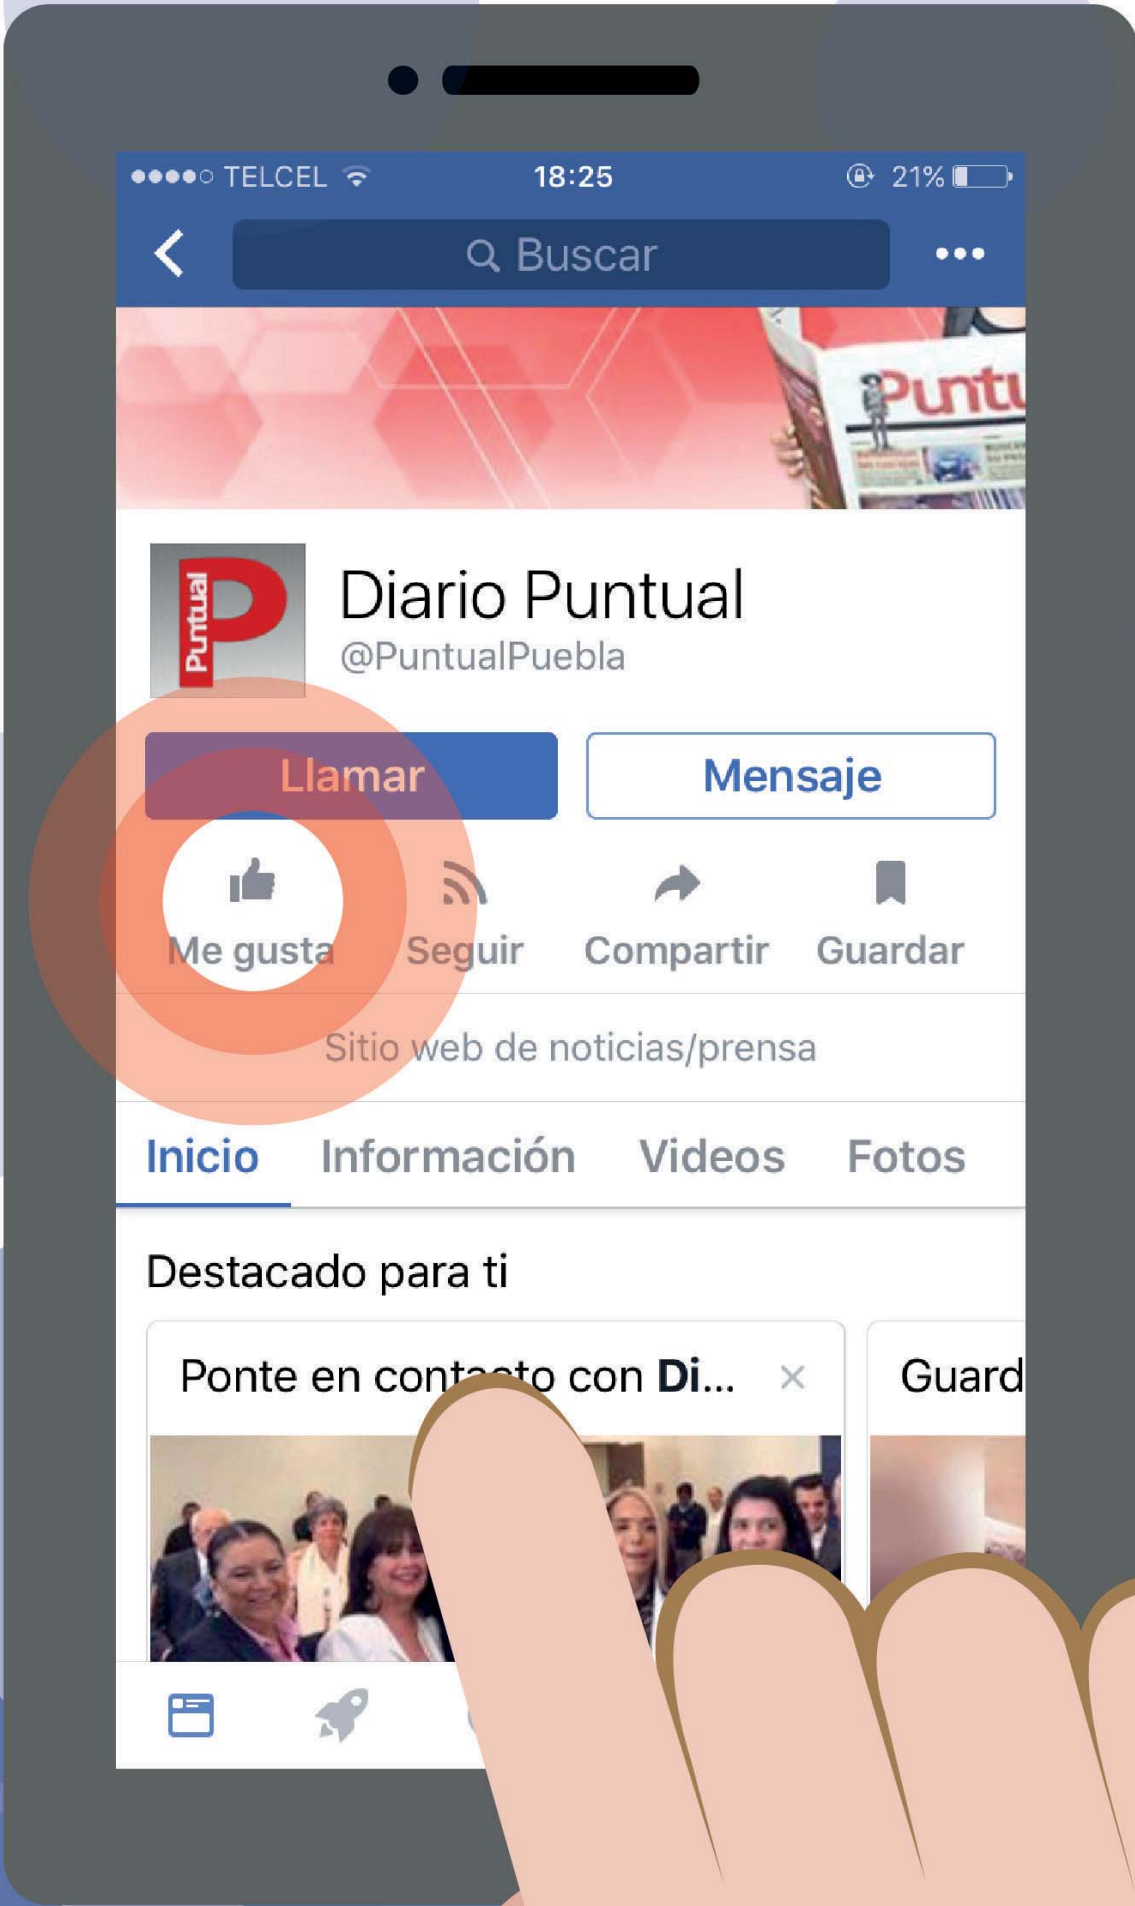 TELCEL 18:25 21%
Buscar
Puntu
Puntual
Diario Puntual
@PuntualPuebla
Llamar Mensaje
Me gusta Seguir Compartir Guardar
Sitio web de noticias/prensa
Inicio Información Videos Fotos
Destacado para ti
Ponte en contacto con Di... Guard